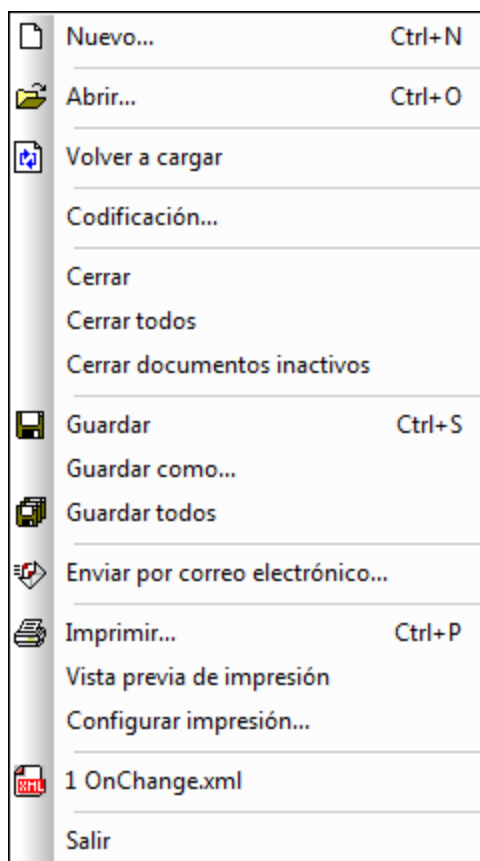 Nuevo... Ctrl+N
Abrir... Ctrl+O
Volver a cargar
Codificación...
Cerrar
Cerrar todos
Cerrar documentos inactivos
Guardar Ctrl+S
Guardar como...
Guardar todos
Enviar por correo electrónico...
Imprimir... Ctrl+P
Vista previa de impresión
Configurar impresión...
XML 1 OnChange.xml
Salir